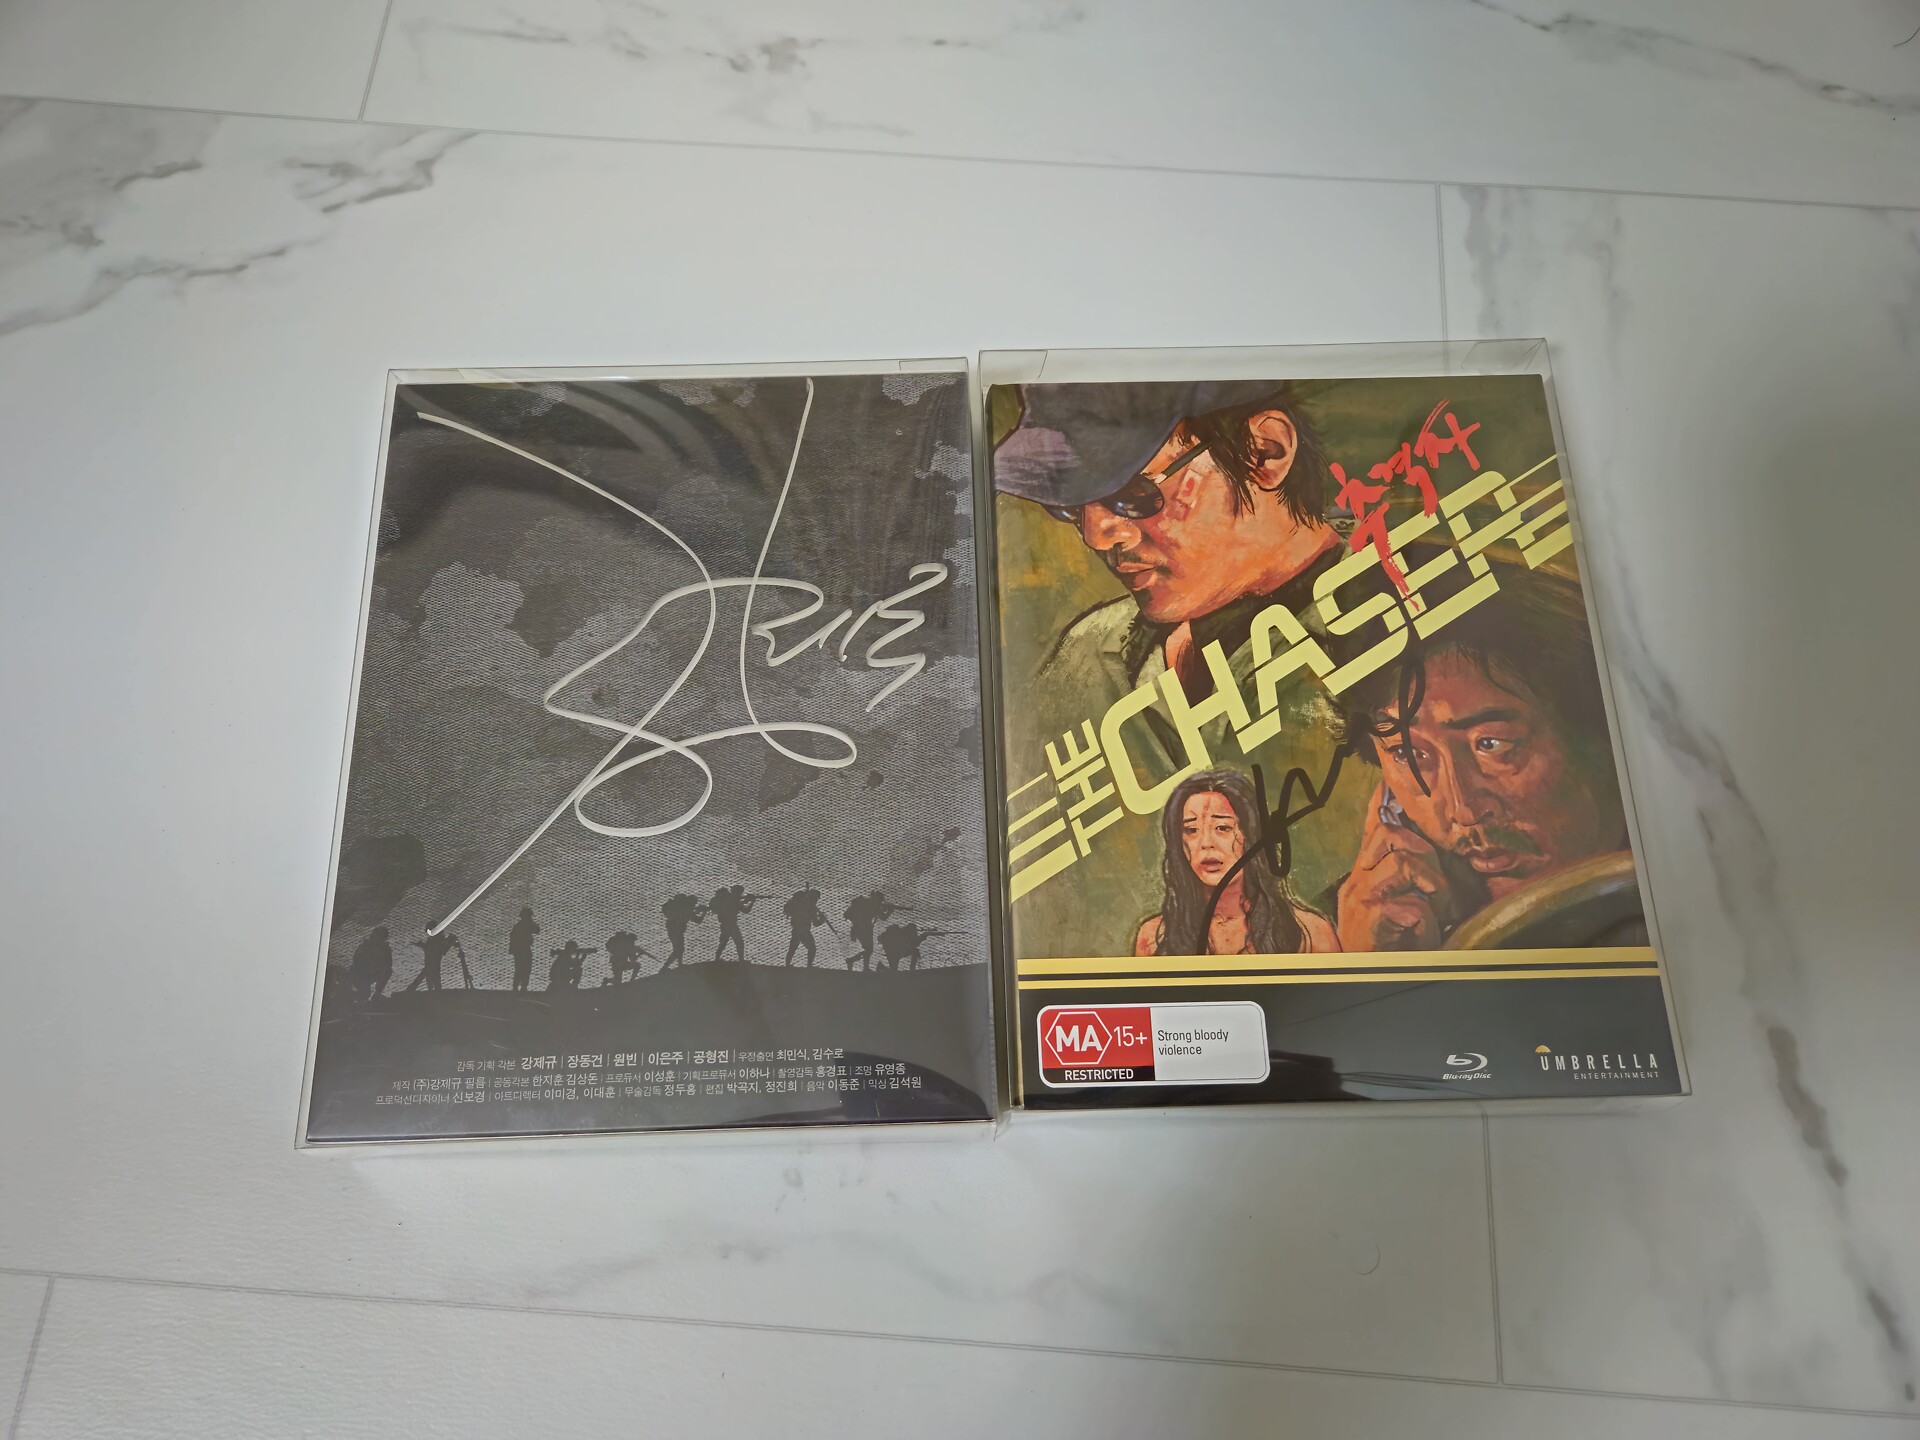 감독 기획 각본 강제규 | 장동건 | 원빈 | 이은주 | 공형진 | 우정출연 최민식, 김수로
제작 (주)강제규 필름 | 공동각본 한지훈 김상돈 | 프로듀서 이성훈 | 기획프로듀서 이하나 | 촬영감독 홍경표 | 조명 유영종
프로덕션디자이너 신보경 | 아트디렉터 이미경, 이대훈 | 무술감독 정두홍 | 편집 박곡지, 정진희 | 음악 이동준 | 믹싱 김석원
추격자
THE CHASER
MA 15+
Strong bloody
violence
RESTRICTED
Blu-ray Disc
UMBRELLA
ENTERTAINMENT